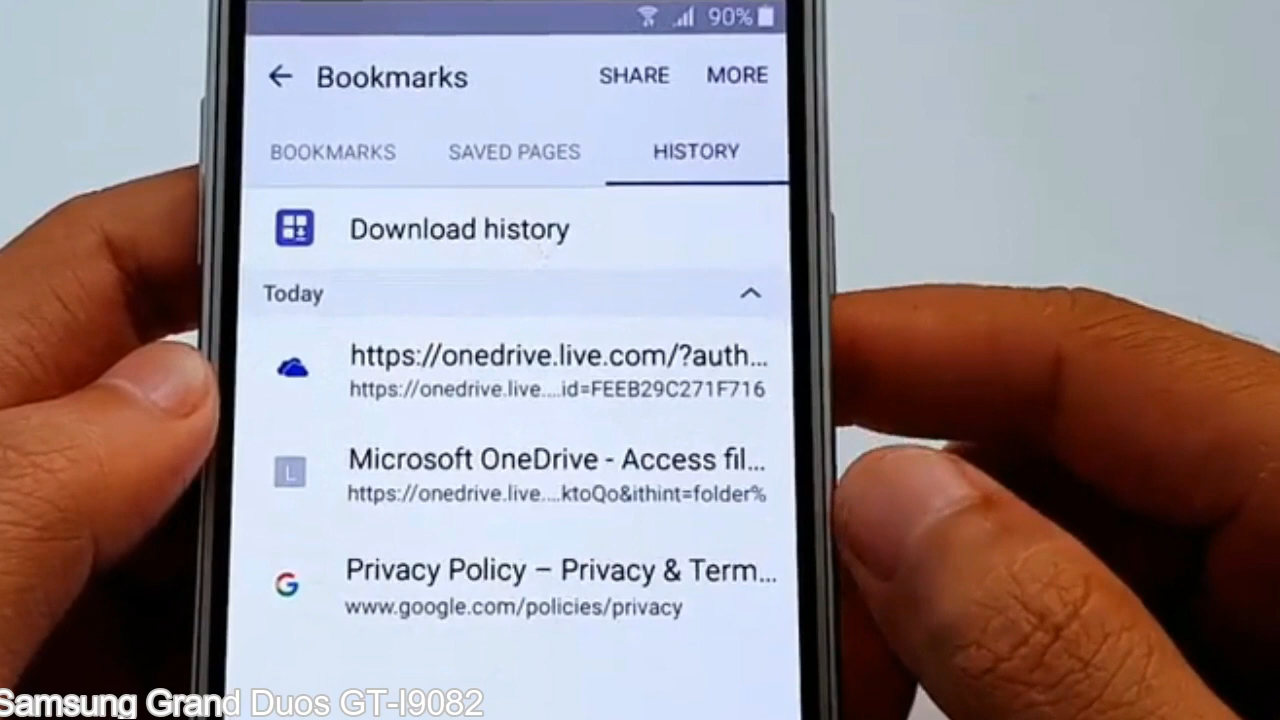 90%
Bookmarks SHARE MORE
BOOKMARKS SAVED PAGES HISTORY
Download history
Today
https://onedrive.live.com/?auth...
https://onedrive.live....id=FEEB29C271F716
L
Microsoft OneDrive - Access fil...
https://onedrive.live....ktoQo&ithint=folder%
G
Privacy Policy – Privacy & Term...
www.google.com/policies/privacy
Samsung Grand Duos GT-I9082